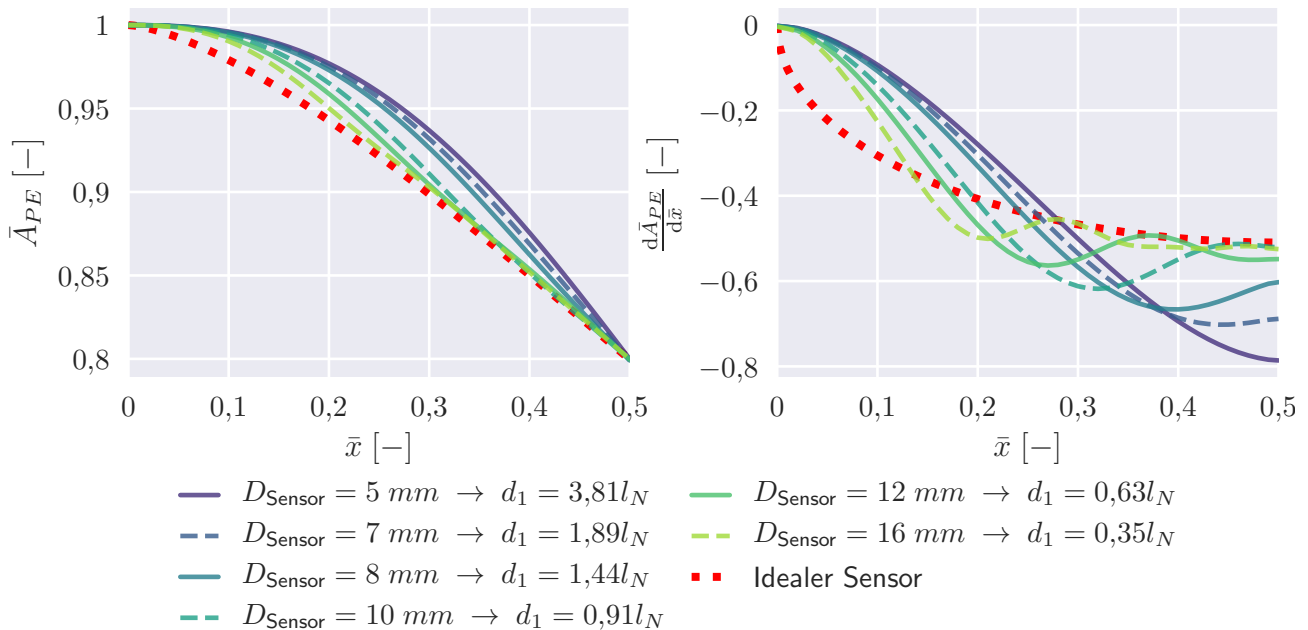 1
0,95
0,9
0,85
0,8
0
0,1
0,2
0,3
0,4
0,5
x̄ [−]
Ā_PE [−]
−0
−0,2
−0,4
−0,6
−0,8
0
0,1
0,2
0,3
0,4
0,5
x̄ [−]
dĀ_PE/dx̄ [−]
D_Sensor = 5 mm → d_1 = 3,81l_N
D_Sensor = 7 mm → d_1 = 1,89l_N
D_Sensor = 8 mm → d_1 = 1,44l_N
D_Sensor = 10 mm → d_1 = 0,91l_N
D_Sensor = 12 mm → d_1 = 0,63l_N
D_Sensor = 16 mm → d_1 = 0,35l_N
Idealer Sensor